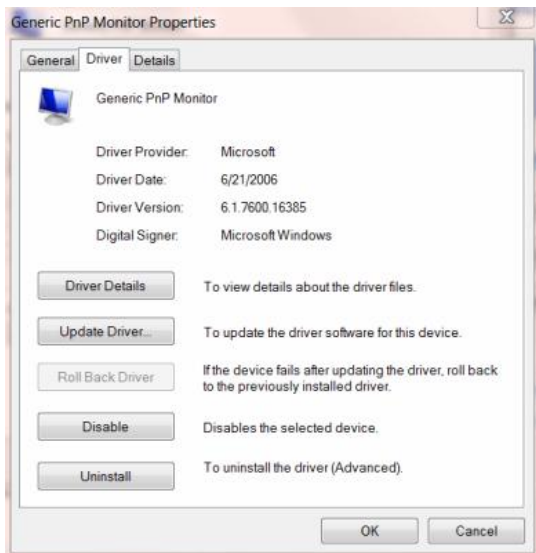 Generic PnP Monitor Properties
General Driver Details
Generic PnP Monitor
Driver Provider: Microsoft
Driver Date: 6/21/2006
Driver Version: 6.1.7600.16385
Digital Signer: Microsoft Windows
Driver Details To view details about the driver files.
Update Driver... To update the driver software for this device.
Roll Back Driver If the device fails after updating the driver, roll back
to the previously installed driver.
Disable Disables the selected device.
Uninstall To uninstall the driver (Advanced).
OK Cancel